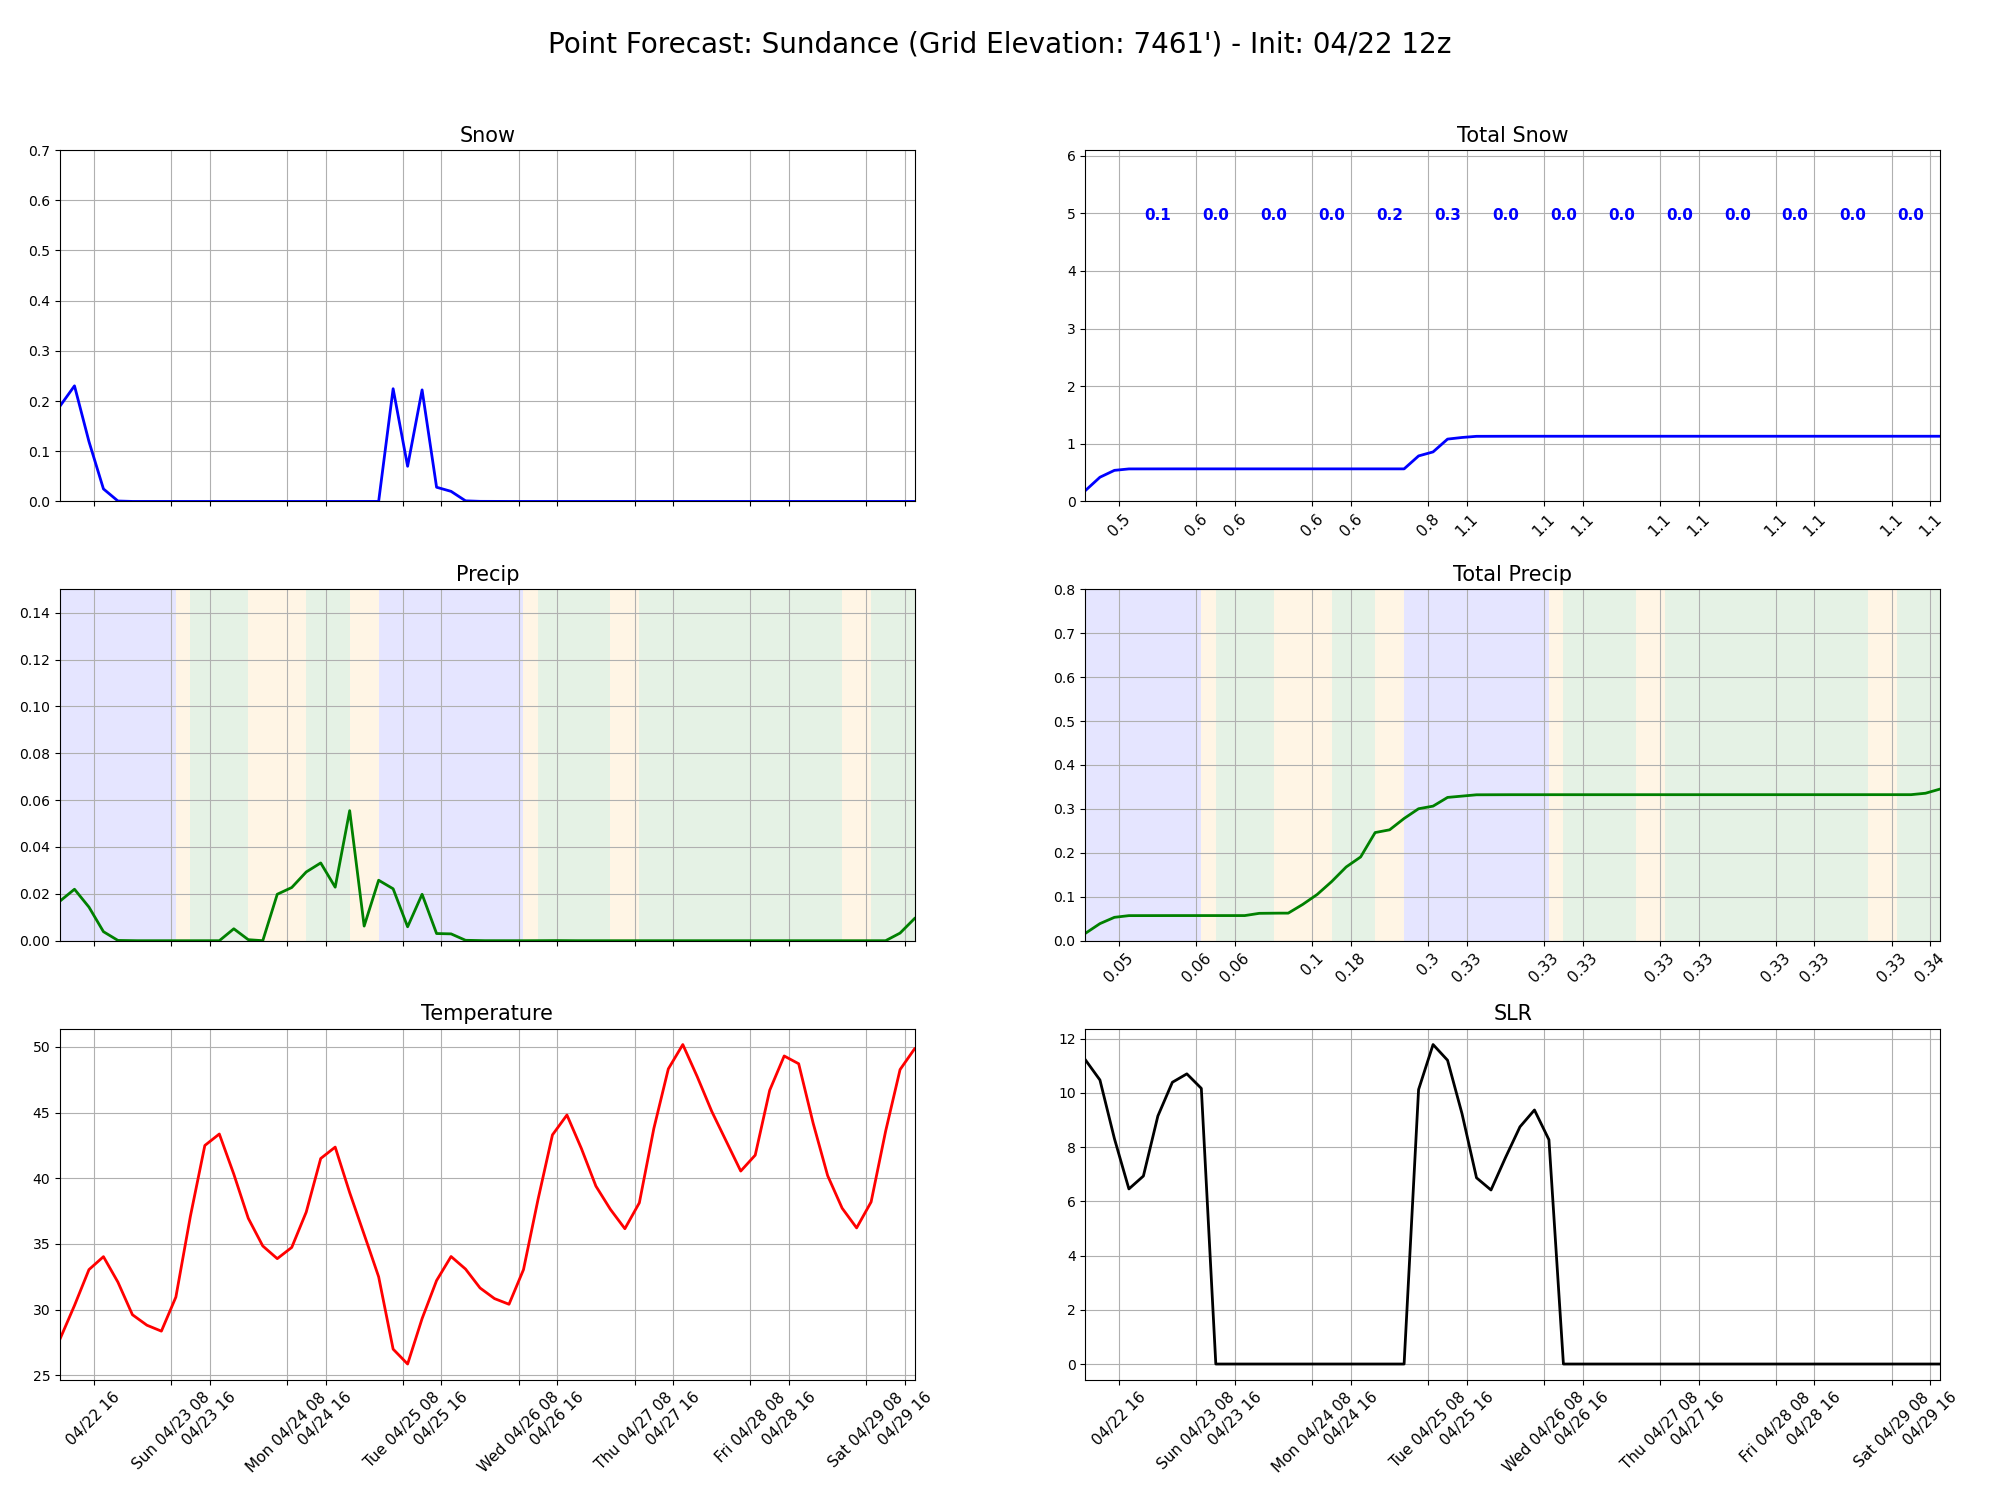 Point Forecast: Sundance (Grid Elevation: 7461') - Init: 04/22 12z
Snow
0.7
0.6
0.5
0.4
0.3
0.2
0.1
0.0
Total Snow
6
5
4
3
2
1
0
0.1 0.0 0.0 0.0 0.2 0.3 0.0 0.0 0.0 0.0 0.0 0.0 0.0 0.0
0.5 0.6 0.6 0.6 0.6 0.8 1.1 1.1 1.1 1.1 1.1 1.1 1.1 1.1 1.1
Precip
0.14
0.12
0.10
0.08
0.06
0.04
0.02
0.00
Total Precip
0.8
0.7
0.6
0.5
0.4
0.3
0.2
0.1
0.0
0.05 0.06 0.06 0.1 0.18 0.3 0.33 0.33 0.33 0.33 0.33 0.33 0.33 0.33 0.34
Temperature
50
45
40
35
30
25
04/22 16
Sun 04/23 08
04/23 16
Mon 04/24 08
04/24 16
Tue 04/25 08
04/25 16
Wed 04/26 08
04/26 16
Thu 04/27 08
04/27 16
Fri 04/28 08
04/28 16
Sat 04/29 08
04/29 16
SLR
12
10
8
6
4
2
0
04/22 16
Sun 04/23 08
04/23 16
Mon 04/24 08
04/24 16
Tue 04/25 08
04/25 16
Wed 04/26 08
04/26 16
Thu 04/27 08
04/27 16
Fri 04/28 08
04/28 16
Sat 04/29 08
04/29 16